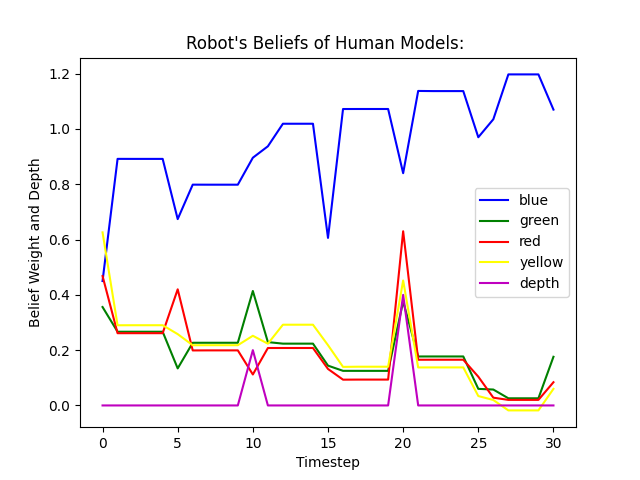 Robot's Beliefs of Human Models:
Belief Weight and Depth
1.2
1.0
0.8
0.6
0.4
0.2
0.0
blue
green
red
yellow
depth
0 5 10 15 20 25 30
Timestep